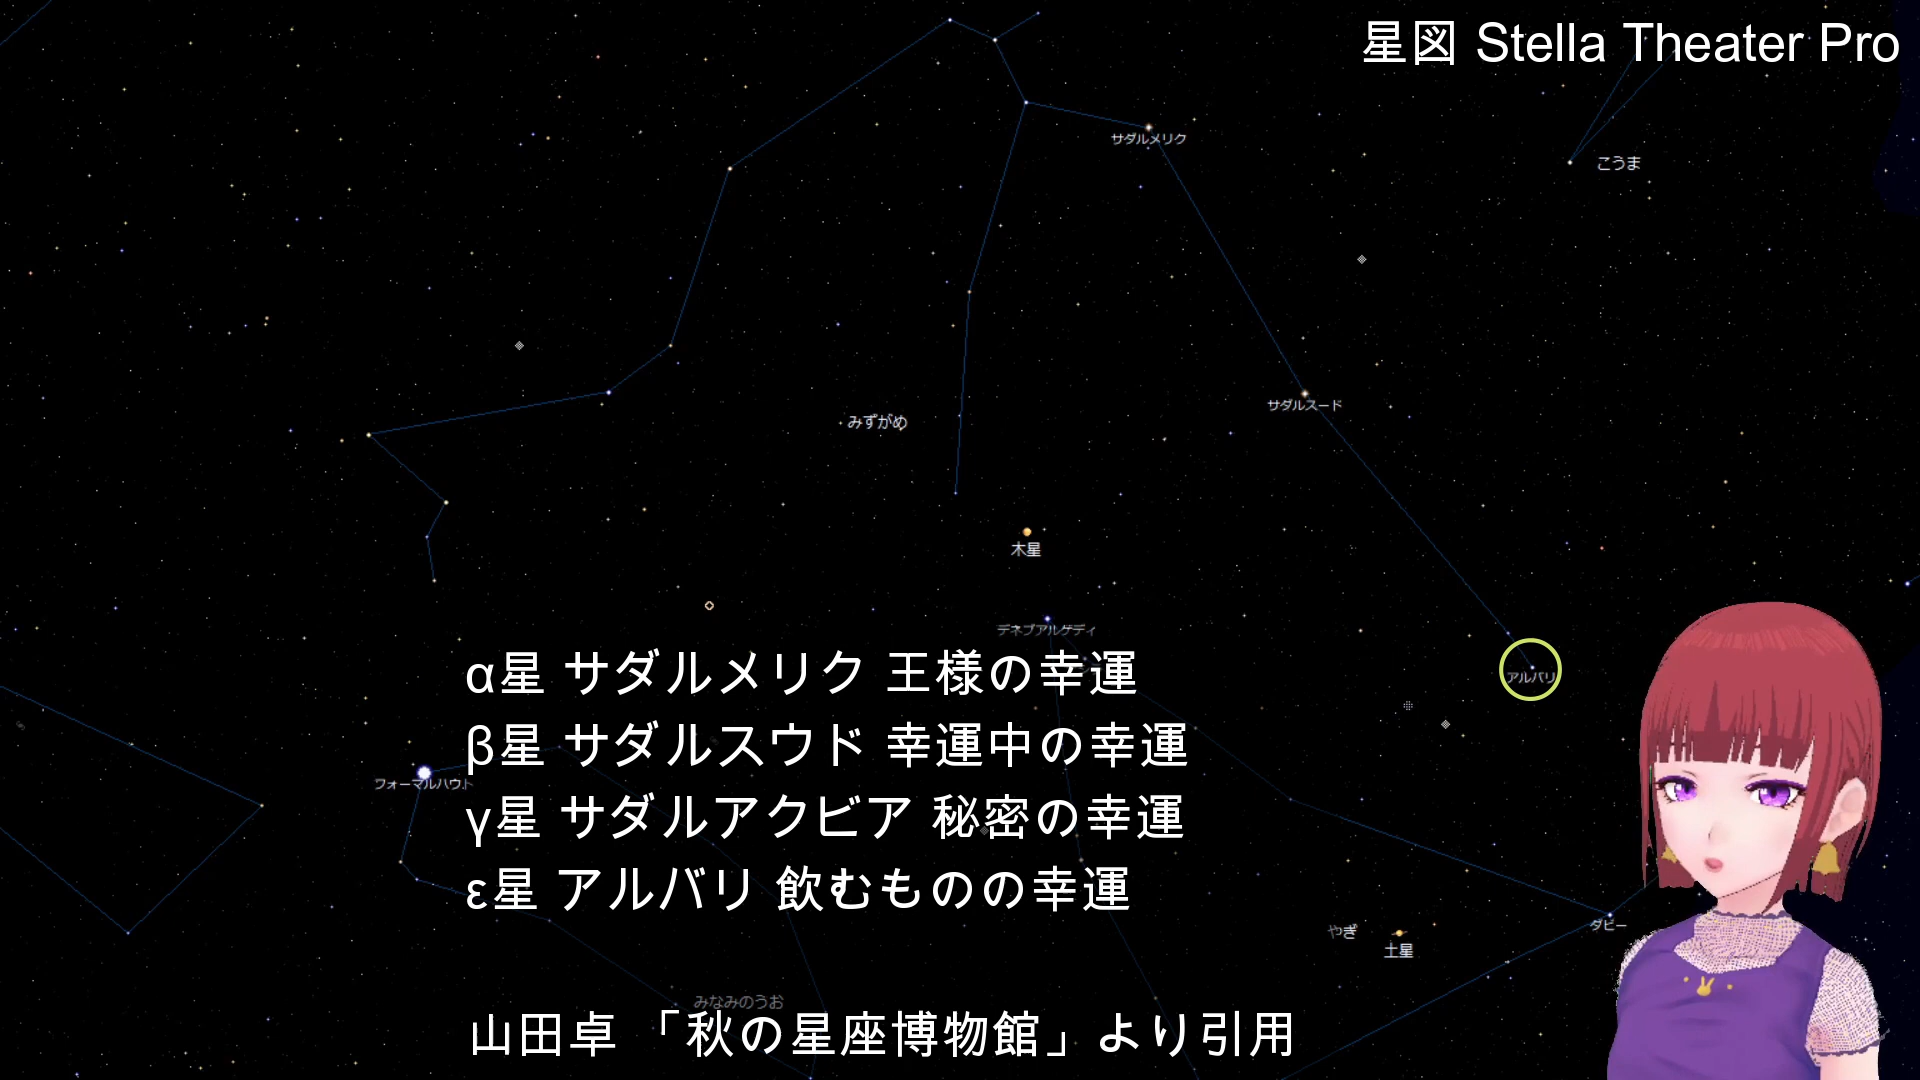 星図 Stella Theater Pro
サダルメリク
こうま
サダルスード
みずがめ
木星
デネブアルゲディ
アルバリ
α星 サダルメリク 王様の幸運
β星 サダルスウド 幸運中の幸運
フォーマルハウト
γ星 サダルアクビア 秘密の幸運
ε星 アルバリ 飲むものの幸運
ダビー
やぎ
土星
みなみのうお
山田卓 「秋の星座博物館」より引用